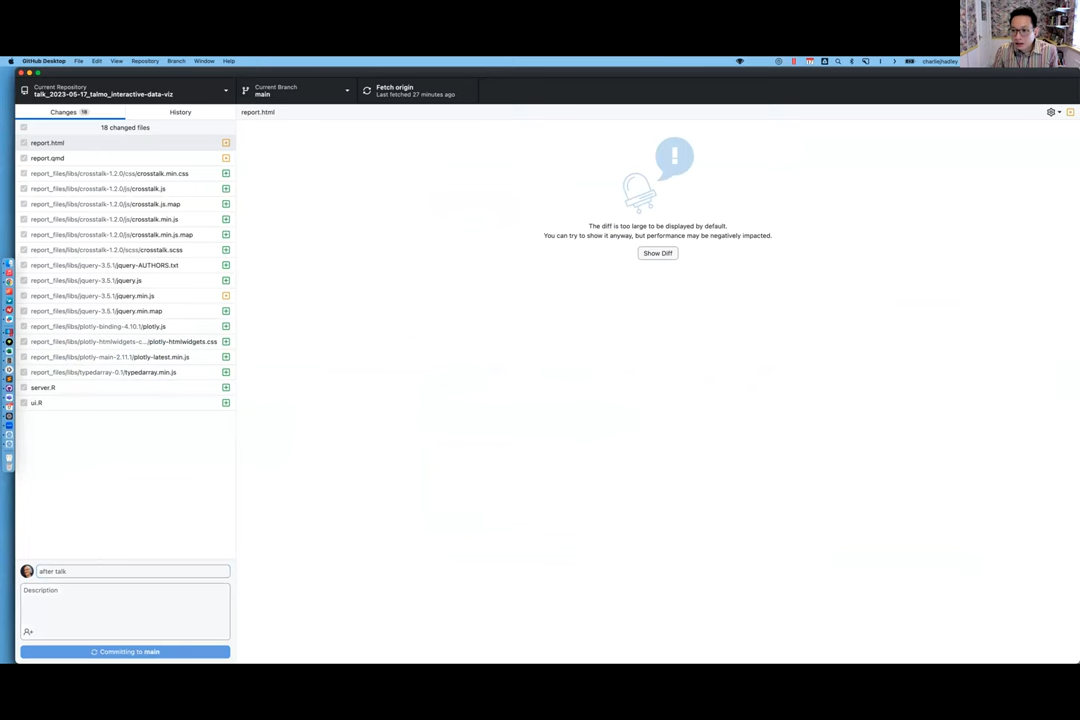 GitHub Desktop File Edit View Repository Branch Window Help
charlie/hadley
Current Repository
talk_2023-05-17_talmo_interactive-data-viz
Current Branch
main
Fetch origin
Last fetched 27 minutes ago
Changes 18
History
report.html
18 changed files
report.html
report.qmd
report_files/libs/crosstalk-1.2.0/css/crosstalk.min.css
report_files/libs/crosstalk-1.2.0/js/crosstalk.js
report_files/libs/crosstalk-1.2.0/js/crosstalk.js.map
report_files/libs/crosstalk-1.2.0/js/crosstalk.min.js
report_files/libs/crosstalk-1.2.0/js/crosstalk.min.js.map
report_files/libs/crosstalk-1.2.0/scss/crosstalk.scss
report_files/libs/jquery-3.5.1/jquery-AUTHORS.txt
report_files/libs/jquery-3.5.1/jquery.js
report_files/libs/jquery-3.5.1/jquery.min.js
report_files/libs/jquery-3.5.1/jquery.min.map
report_files/libs/plotly-binding-4.10.1/plotly.js
report_files/libs/plotly-htmlwidgets-c.../plotly-htmlwidgets.css
report_files/libs/plotly-main-2.11.1/plotly-latest.min.js
report_files/libs/typedarray-0.1/typedarray.min.js
server.R
ui.R
The diff is too large to be displayed by default.
You can try to show it anyway, but performance may be negatively impacted.
Show Diff
after talk
Description
Committing to main